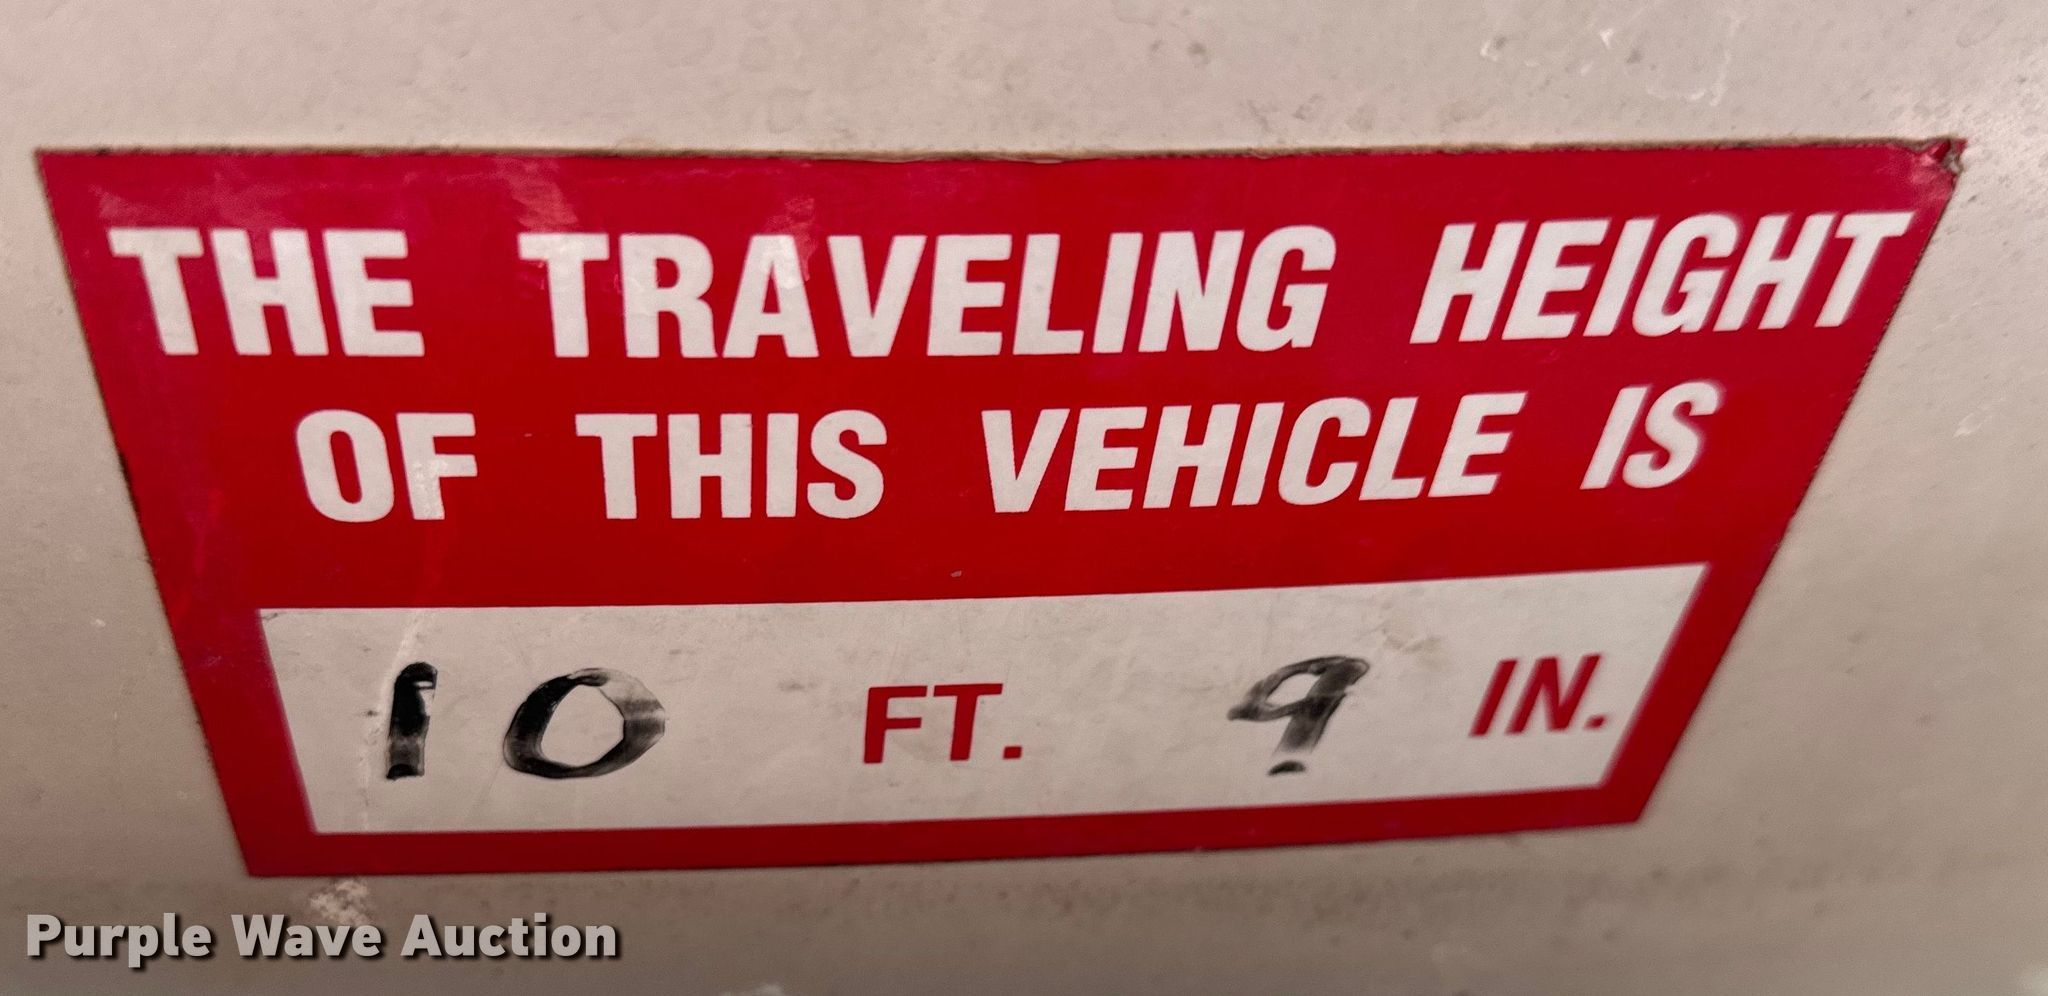 THE TRAVELING HEIGHT
OF THIS VEHICLE IS
10 FT. 9 IN.
Purple Wave Auction